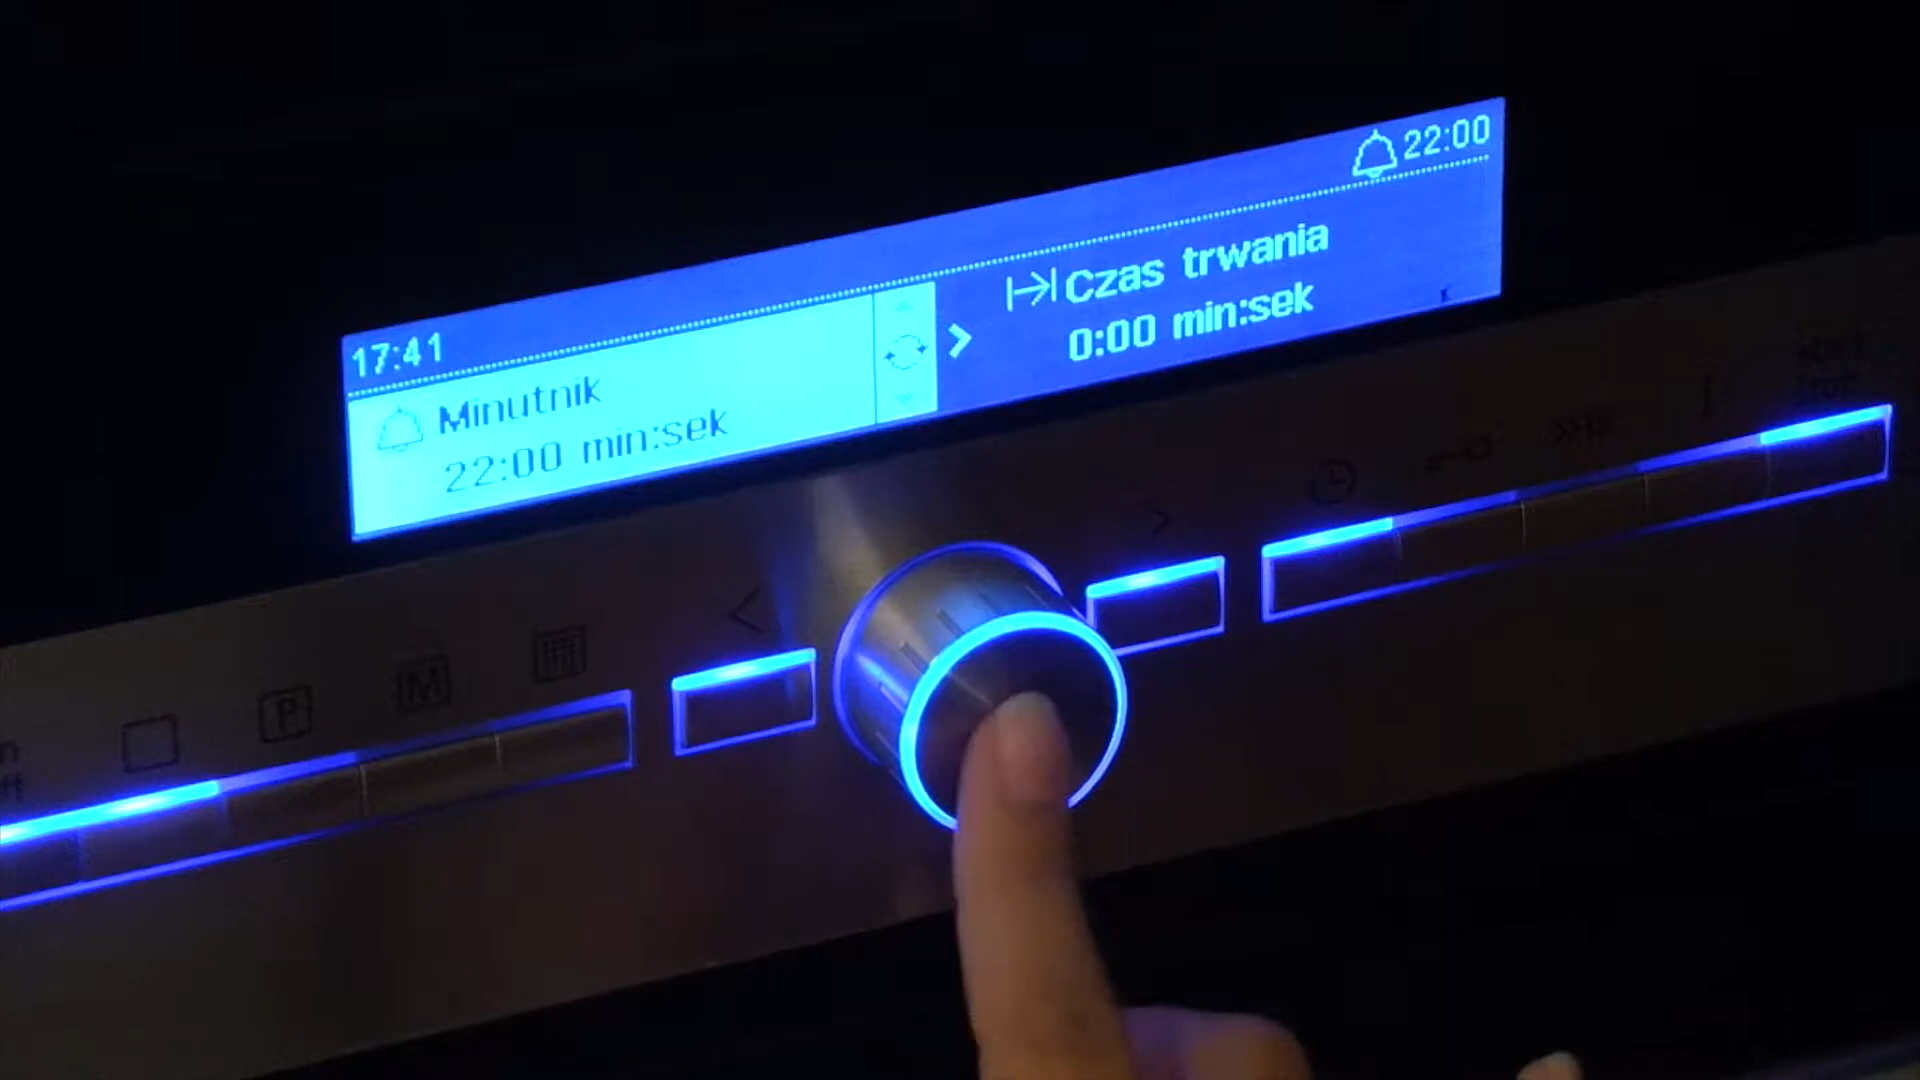 22:00
17:41
Minutnik
22:00 min:sek
Czas trwania
0:00 min:sek
P
M